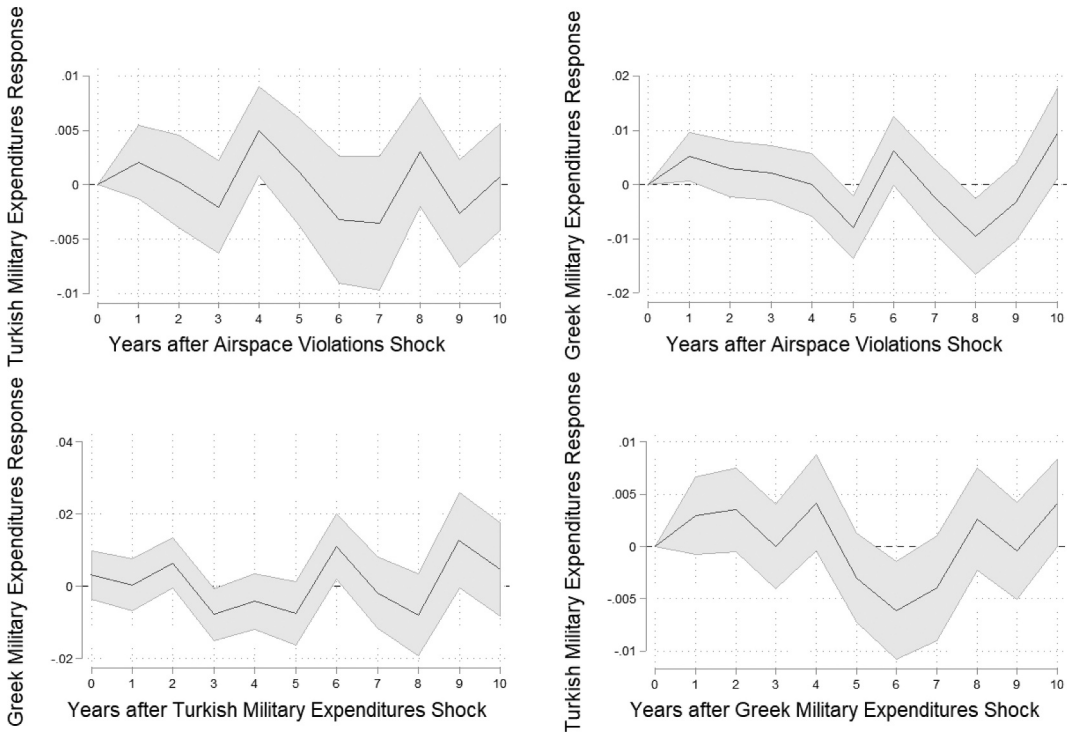 Turkish Military Expenditures Response
.01
.005
0
-.005
-.01
0 1 2 3 4 5 6 7 8 9 10
Years after Airspace Violations Shock
Greek Military Expenditures Response
.02
.01
0
-.01
-.02
0 1 2 3 4 5 6 7 8 9 10
Years after Airspace Violations Shock
Greek Military Expenditures Response
.04
.02
0
-.02
0 1 2 3 4 5 6 7 8 9 10
Years after Turkish Military Expenditures Shock
Turkish Military Expenditures Response
.01
.005
0
-.005
-.01
0 1 2 3 4 5 6 7 8 9 10
Years after Greek Military Expenditures Shock